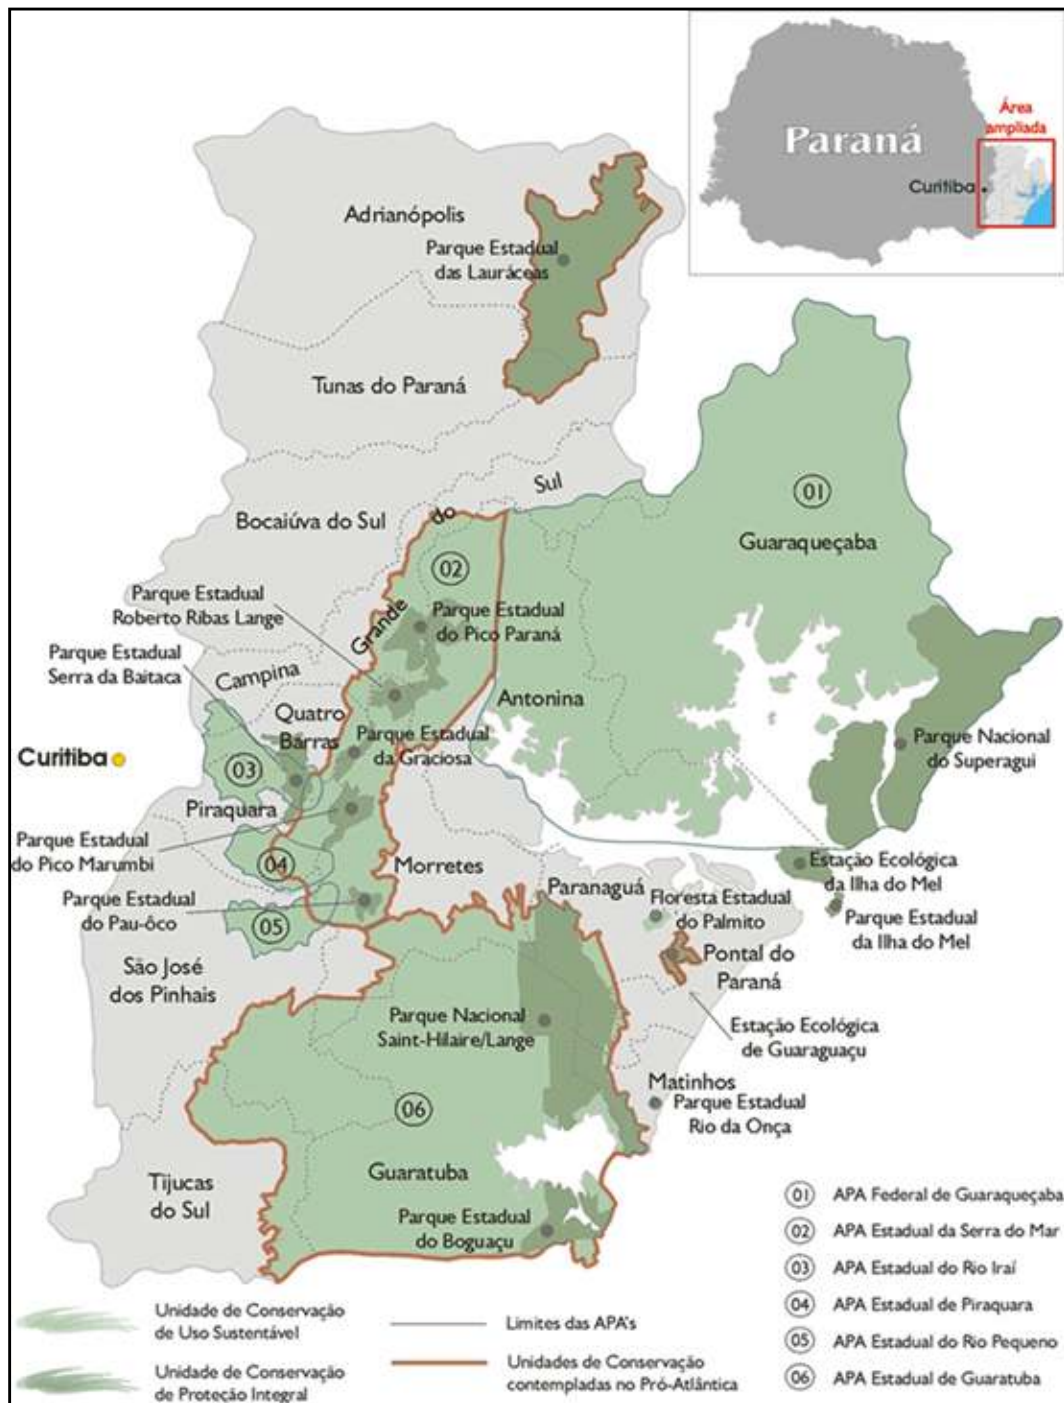 Área
ampliada
Paraná
Curitiba
Adrianópolis
Parque Estadual
das Lauráceas
Tunas do Paraná
Sul
do
Grande
Campina
Bocaiúva do Sul
01
Guaraqueçaba
02
Parque Estadual
Roberto Ribas Lange
Parque Estadual
do Pico Paraná
Parque Estadual
Serra da Baitaca
Quatro
Barras
Antonina
Parque Estadual
da Graciosa
Parque Nacional
do Superagui
Curitiba
03
Piraquara
Parque Estadual
do Pico Marumbi
04
Morretes
Paranaguá
Estação Ecológica
da Ilha do Mel
Parque Estadual
do Pau-ôco
05
Floresta Estadual
do Palmito
Parque Estadual
da Ilha do Mel
São José
dos Pinhais
Pontal do
Paraná
Parque Nacional
Saint-Hilaire/Lange
Estação Ecológica
de Guaraguaçu
Matinhos
Parque Estadual
Rio da Onça
06
Guaratuba
Tijucas
do Sul
Parque Estadual
do Boguaçu
01 APA Federal de Guaraqueçaba
02 APA Estadual da Serra do Mar
03 APA Estadual do Rio Iraí
04 APA Estadual de Piraquara
05 APA Estadual do Rio Pequeno
06 APA Estadual de Guaratuba
Unidade de Conservação
de Uso Sustentável
Unidade de Conservação
de Proteção Integral
Limites das APA's
Unidades de Conservação
contempladas no Pró-Atlântica